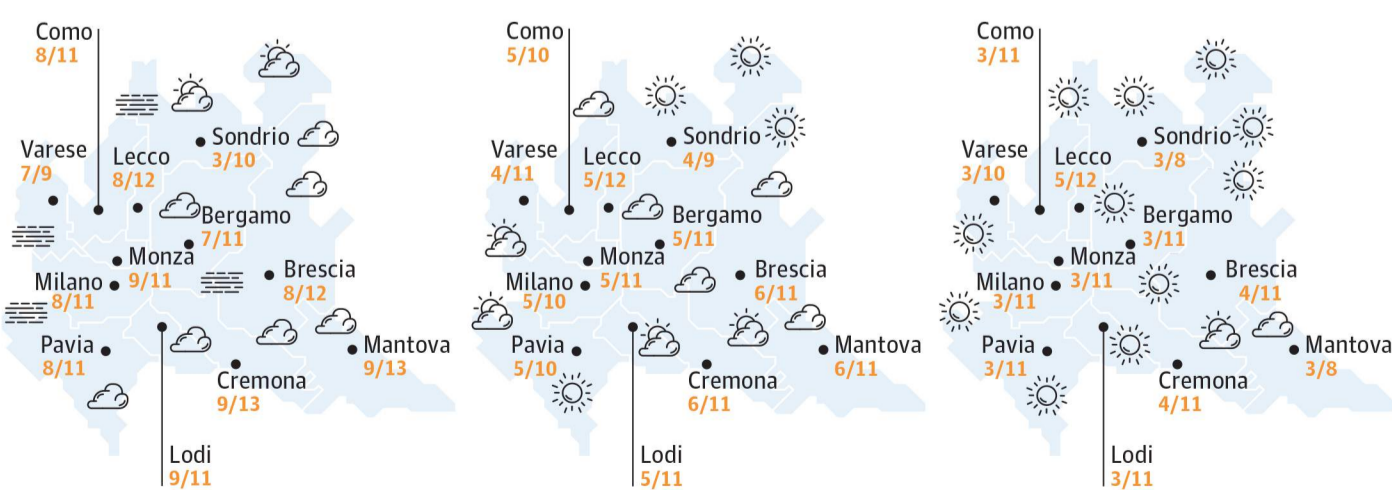 Como
8/11
Sondrio
3/10
Varese
7/9
Lecco
8/12
Bergamo
7/11
Monza
9/11
Brescia
8/12
Milano
8/11
Pavia
8/11
Mantova
9/13
Cremona
9/13
Lodi
9/11
Como
5/10
Sondrio
4/9
Varese
4/11
Lecco
5/12
Bergamo
5/11
Monza
5/11
Brescia
6/11
Milano
5/10
Pavia
5/10
Mantova
6/11
Cremona
6/11
Lodi
5/11
Como
3/11
Sondrio
3/8
Varese
3/10
Lecco
5/12
Bergamo
3/11
Monza
3/11
Brescia
4/11
Milano
3/11
Pavia
3/11
Mantova
3/8
Cremona
4/11
Lodi
3/11